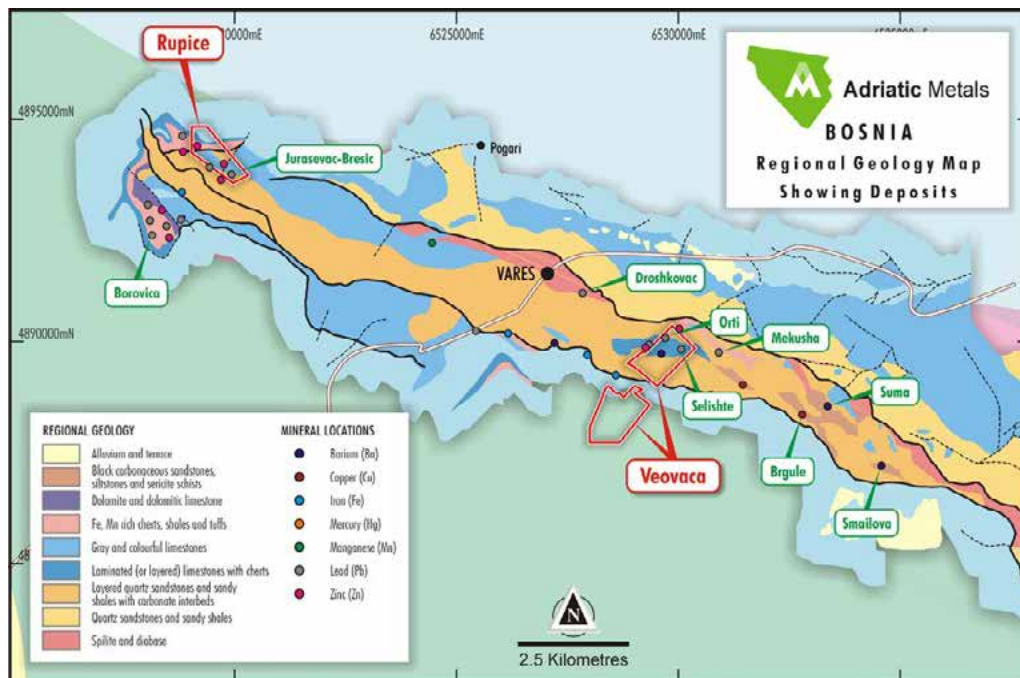 6525000mE
6530000mE
4895000mN
4890000mN
Rupice
Jurasevac-Bresic
Pogari
Borovica
VARES
Droshkovac
Orti
Mekusha
Selishte
Suma
Veovaca
Brgule
Smailova
Adriatic Metals
BOSNIA
Regional Geology Map
Showing Deposits
REGIONAL GEOLOGY
Alluvium and terrace
Black carbonaceous sandstones,
siltstones and sericite schists
Dolomite and dolomitic limestone
Fe, Mn rich cherts, shales and tuffs
Gray and colourful limestones
Laminated (or layered) limestones with cherts
Layered quartz sandstones and sandy
shales with carbonate interbeds
Quartz sandstones and sandy shales
Spilite and diabase
MINERAL LOCATIONS
Barium (Ba)
Copper (Cu)
Iron (Fe)
Mercury (Hg)
Manganese (Mn)
Lead (Pb)
Zinc (Zn)
N
2.5 Kilometres